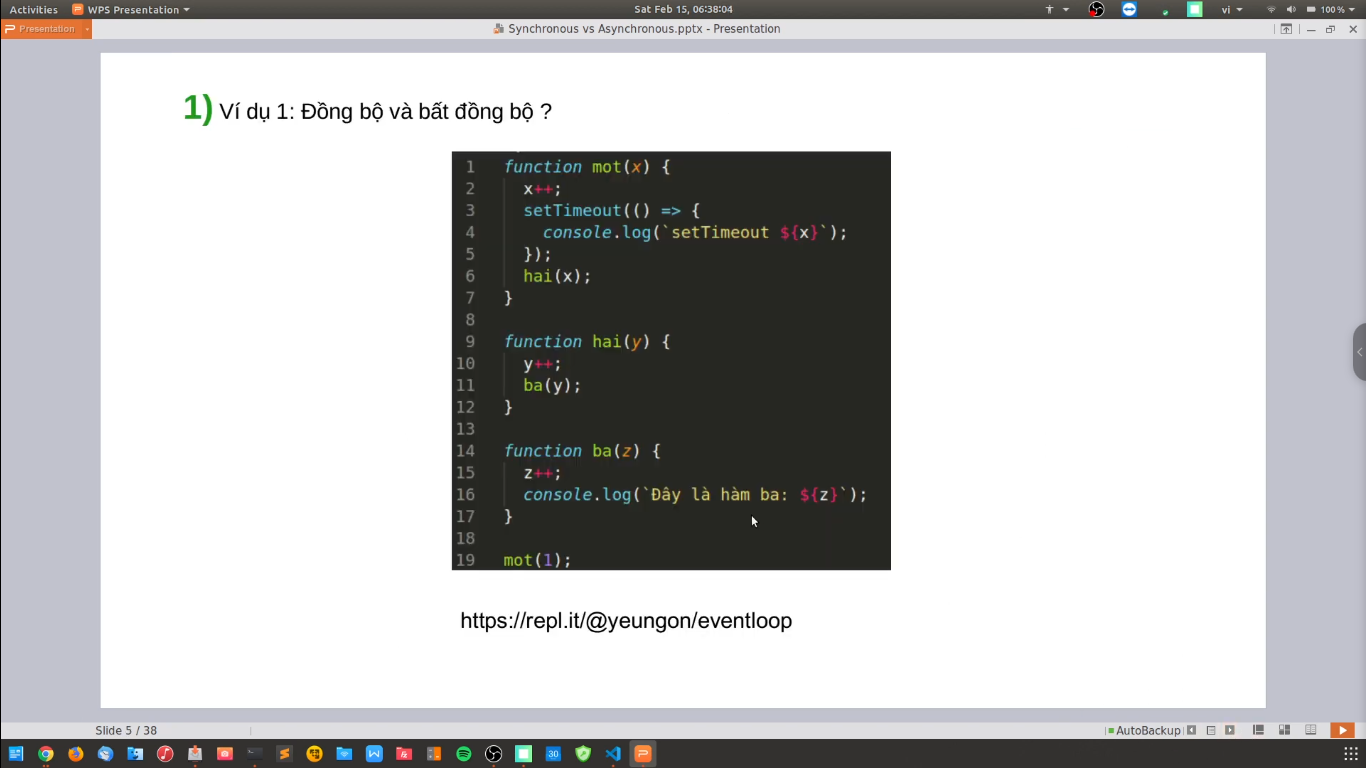 Activities WPS Presentation Sat Feb 15, 06:38:04 vi 100 %
Presentation Synchronous vs Asynchronous.pptx - Presentation
1) Ví dụ 1: Đồng bộ và bất đồng bộ ?
1 function mot(x) {
2 x++;
3 setTimeout(() => {
4 console.log(`setTimeout ${x}`);
5 });
6 hai(x);
7 }
8
9 function hai(y) {
10 y++;
11 ba(y);
12 }
13
14 function ba(z) {
15 z++;
16 console.log(`Đây là hàm ba: ${z}`);
17 }
18
19 mot(1);
https://repl.it/@yeungon/eventloop
Slide 5 / 38 AutoBackup
30